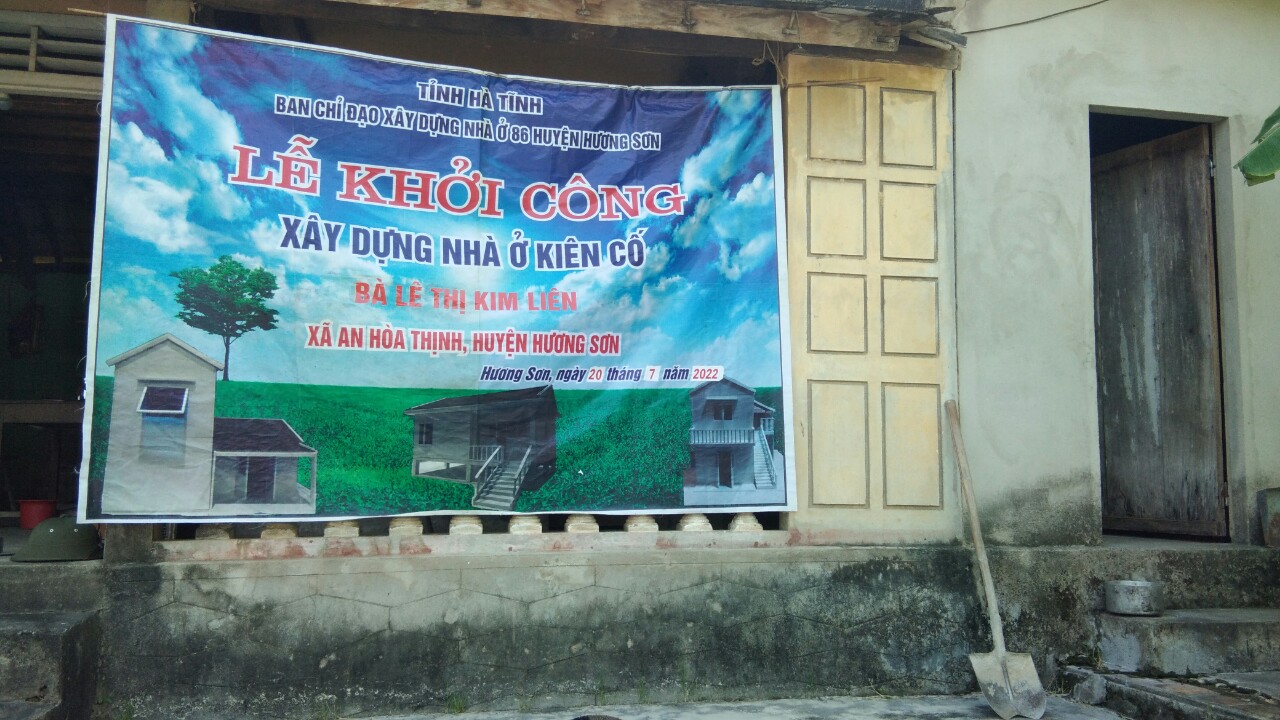 TỈNH HÀ TĨNH
BAN CHỈ ĐẠO XÂY DỰNG NHÀ Ở 86 HUYỆN HƯƠNG SƠN
LỄ KHỞI CÔNG
XÂY DỰNG NHÀ Ở KIÊN CỐ
BÀ LÊ THỊ KIM LIÊN
XÃ AN HÒA THỊNH, HUYỆN HƯƠNG SƠN
Hương Sơn, ngày 20 tháng 7 năm 2022